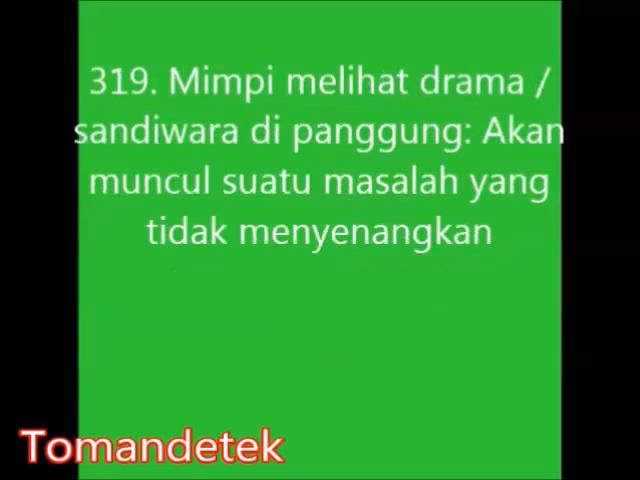 319. Mimpi melihat drama /
sandiwara di panggung: Akan
muncul suatu masalah yang
tidak menyenangkan
Tomandetek